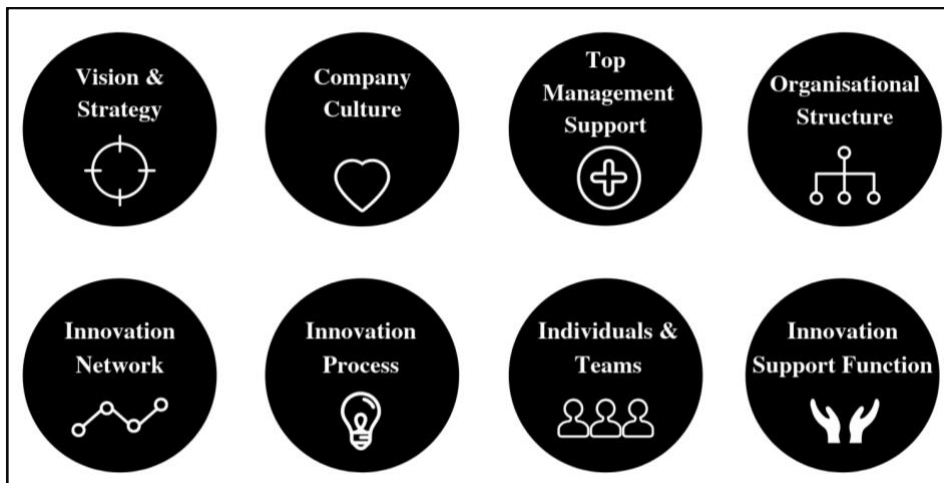 Vision &
Strategy
Company
Culture
Top
Management
Support
Organisational
Structure
Innovation
Network
Innovation
Process
Individuals &
Teams
Innovation
Support Function